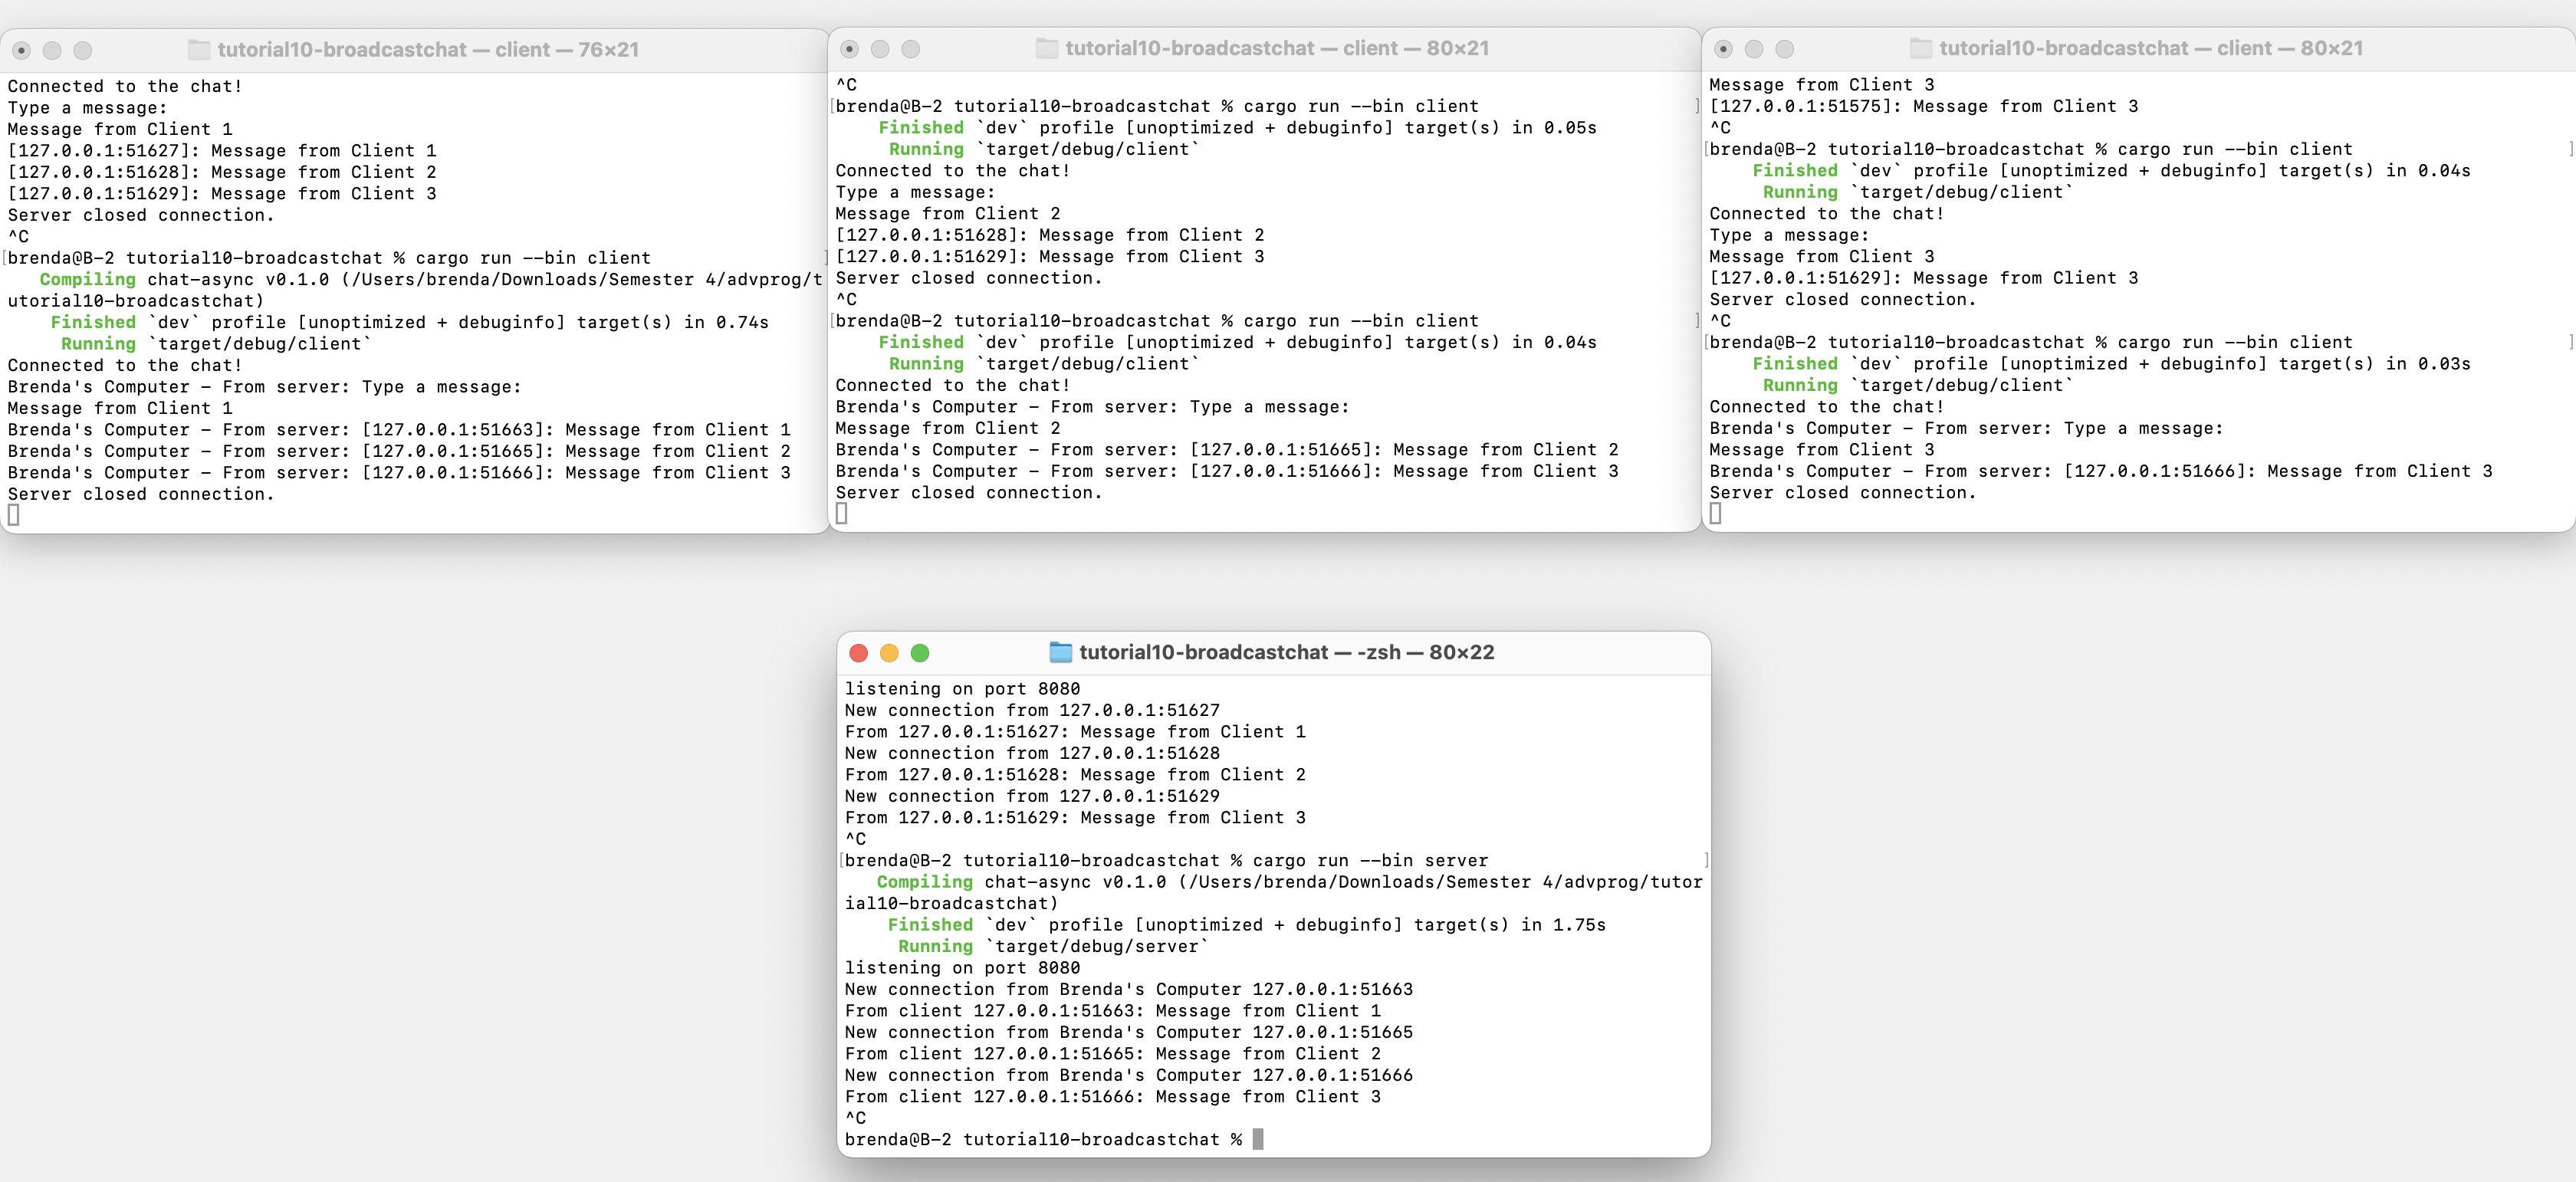 tutorial10-broadcastchat — client — 76×21
Connected to the chat!
Type a message:
Message from Client 1
[127.0.0.1:51627]: Message from Client 1
[127.0.0.1:51628]: Message from Client 2
[127.0.0.1:51629]: Message from Client 3
Server closed connection.
^C
[brenda@B-2 tutorial10-broadcastchat % cargo run --bin client ]
Compiling chat-async v0.1.0 (/Users/brenda/Downloads/Semester 4/advprog/t
utorial10-broadcastchat)
Finished `dev` profile [unoptimized + debuginfo] target(s) in 0.74s
Running `target/debug/client`
Connected to the chat!
Brenda's Computer – From server: Type a message:
Message from Client 1
Brenda's Computer – From server: [127.0.0.1:51663]: Message from Client 1
Brenda's Computer – From server: [127.0.0.1:51665]: Message from Client 2
Brenda's Computer – From server: [127.0.0.1:51666]: Message from Client 3
Server closed connection.
tutorial10-broadcastchat — client — 80×21
^C
[brenda@B-2 tutorial10-broadcastchat % cargo run --bin client ]
Finished `dev` profile [unoptimized + debuginfo] target(s) in 0.05s
Running `target/debug/client`
Connected to the chat!
Type a message:
Message from Client 2
[127.0.0.1:51628]: Message from Client 2
[127.0.0.1:51629]: Message from Client 3
Server closed connection.
^C
[brenda@B-2 tutorial10-broadcastchat % cargo run --bin client ]
Finished `dev` profile [unoptimized + debuginfo] target(s) in 0.04s
Running `target/debug/client`
Connected to the chat!
Brenda's Computer – From server: Type a message:
Message from Client 2
Brenda's Computer – From server: [127.0.0.1:51665]: Message from Client 2
Brenda's Computer – From server: [127.0.0.1:51666]: Message from Client 3
Server closed connection.
tutorial10-broadcastchat — client — 80×21
Message from Client 3
[127.0.0.1:51575]: Message from Client 3
^C
[brenda@B-2 tutorial10-broadcastchat % cargo run --bin client ]
Finished `dev` profile [unoptimized + debuginfo] target(s) in 0.04s
Running `target/debug/client`
Connected to the chat!
Type a message:
Message from Client 3
[127.0.0.1:51629]: Message from Client 3
Server closed connection.
^C
[brenda@B-2 tutorial10-broadcastchat % cargo run --bin client ]
Finished `dev` profile [unoptimized + debuginfo] target(s) in 0.03s
Running `target/debug/client`
Connected to the chat!
Brenda's Computer – From server: Type a message:
Message from Client 3
Brenda's Computer – From server: [127.0.0.1:51666]: Message from Client 3
Server closed connection.
tutorial10-broadcastchat — -zsh — 80×22
listening on port 8080
New connection from 127.0.0.1:51627
From 127.0.0.1:51627: Message from Client 1
New connection from 127.0.0.1:51628
From 127.0.0.1:51628: Message from Client 2
New connection from 127.0.0.1:51629
From 127.0.0.1:51629: Message from Client 3
^C
[brenda@B-2 tutorial10-broadcastchat % cargo run --bin server ]
Compiling chat-async v0.1.0 (/Users/brenda/Downloads/Semester 4/advprog/tutor
ial10-broadcastchat)
Finished `dev` profile [unoptimized + debuginfo] target(s) in 1.75s
Running `target/debug/server`
listening on port 8080
New connection from Brenda's Computer 127.0.0.1:51663
From client 127.0.0.1:51663: Message from Client 1
New connection from Brenda's Computer 127.0.0.1:51665
From client 127.0.0.1:51665: Message from Client 2
New connection from Brenda's Computer 127.0.0.1:51666
From client 127.0.0.1:51666: Message from Client 3
^C
brenda@B-2 tutorial10-broadcastchat %